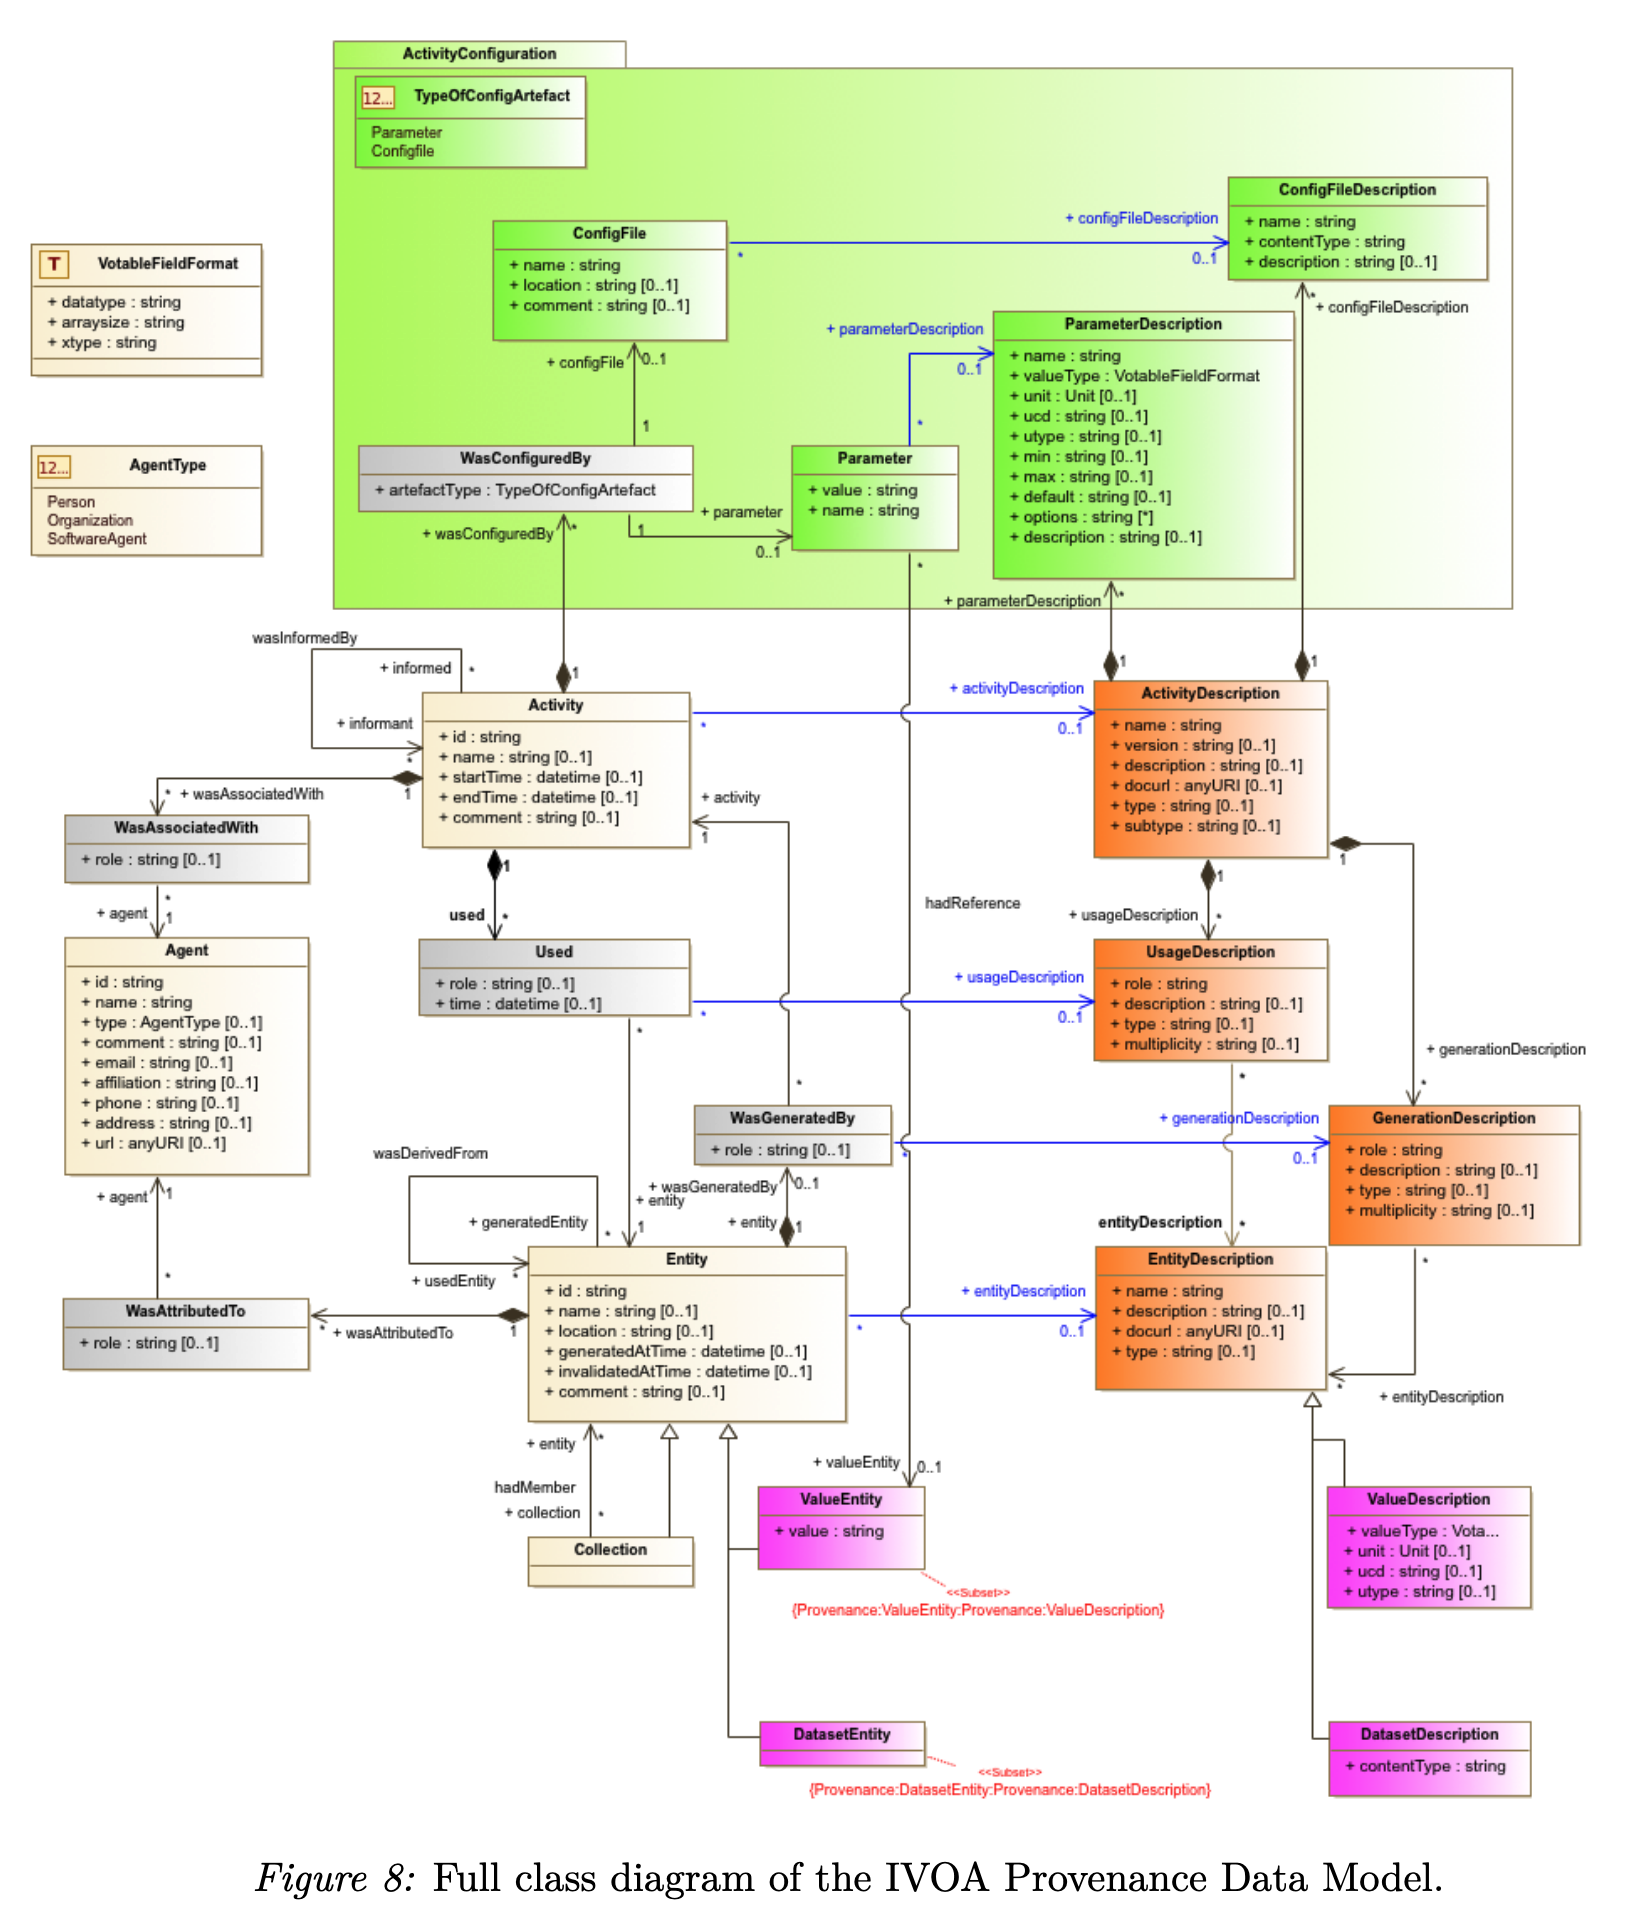 ActivityConfiguration
12...
TypeOfConfigArtefact
Parameter
Configfile
ConfigFileDescription
+ name : string
+ contentType : string
+ description : string [0..1]
+ configFileDescription
*
0..1
ConfigFile
+ name : string
+ location : string [0..1]
+ comment : string [0..1]
T
VotableFieldFormat
+ datatype : string
+ arraysize : string
+ xtype : string
*
+ configFileDescription
ParameterDescription
+ name : string
+ valueType : VotableFieldFormat
+ unit : Unit [0..1]
+ ucd : string [0..1]
+ utype : string [0..1]
+ min : string [0..1]
+ max : string [0..1]
+ default : string [0..1]
+ options : string [*]
+ description : string [0..1]
+ parameterDescription
0..1
*
+ configFile
0..1
1
12...
AgentType
Person
Organization
SoftwareAgent
WasConfiguredBy
+ artefactType : TypeOfConfigArtefact
Parameter
+ value : string
+ name : string
+ parameter
1
0..1
+ wasConfiguredBy
*
*
+ parameterDescription
*
wasInformedBy
+ informed
*
+ informant
*
1
1
1
Activity
+ id : string
+ name : string [0..1]
+ startTime : datetime [0..1]
+ endTime : datetime [0..1]
+ comment : string [0..1]
+ activityDescription
*
0..1
ActivityDescription
+ name : string
+ version : string [0..1]
+ description : string [0..1]
+ docurl : anyURI [0..1]
+ type : string [0..1]
+ subtype : string [0..1]
*
+ wasAssociatedWith
1
+ activity
1
WasAssociatedWith
+ role : string [0..1]
1
1
1
*
+ agent
1
used
*
hadReference
+ usageDescription
*
Agent
+ id : string
+ name : string
+ type : AgentType [0..1]
+ comment : string [0..1]
+ email : string [0..1]
+ affiliation : string [0..1]
+ phone : string [0..1]
+ address : string [0..1]
+ url : anyURI [0..1]
Used
+ role : string [0..1]
+ time : datetime [0..1]
+ usageDescription
*
0..1
UsageDescription
+ role : string
+ description : string [0..1]
+ type : string [0..1]
+ multiplicity : string [0..1]
*
*
*
+ generationDescription
*
WasGeneratedBy
+ role : string [0..1]
+ generationDescription
*
0..1
GenerationDescription
+ role : string
+ description : string [0..1]
+ type : string [0..1]
+ multiplicity : string [0..1]
wasDerivedFrom
+ generatedEntity
*
+ usedEntity
*
+ wasGeneratedBy
0..1
+ entity
1
+ entity
1
+ agent
1
*
entityDescription
*
*
+ entityDescription
*
WasAttributedTo
+ role : string [0..1]
*
+ wasAttributedTo
1
Entity
+ id : string
+ name : string [0..1]
+ location : string [0..1]
+ generatedAtTime : datetime [0..1]
+ invalidatedAtTime : datetime [0..1]
+ comment : string [0..1]
+ entityDescription
*
0..1
EntityDescription
+ name : string
+ description : string [0..1]
+ docurl : anyURI [0..1]
+ type : string [0..1]
+ entity
*
hadMember
+ collection
*
Collection
+ valueEntity
0..1
ValueEntity
+ value : string
<<Subset>>
{Provenance:ValueEntity:Provenance:ValueDescription}
ValueDescription
+ valueType : Vota...
+ unit : Unit [0..1]
+ ucd : string [0..1]
+ utype : string [0..1]
DatasetEntity
<<Subset>>
{Provenance:DatasetEntity:Provenance:DatasetDescription}
DatasetDescription
+ contentType : string
Figure 8: Full class diagram of the IVOA Provenance Data Model.